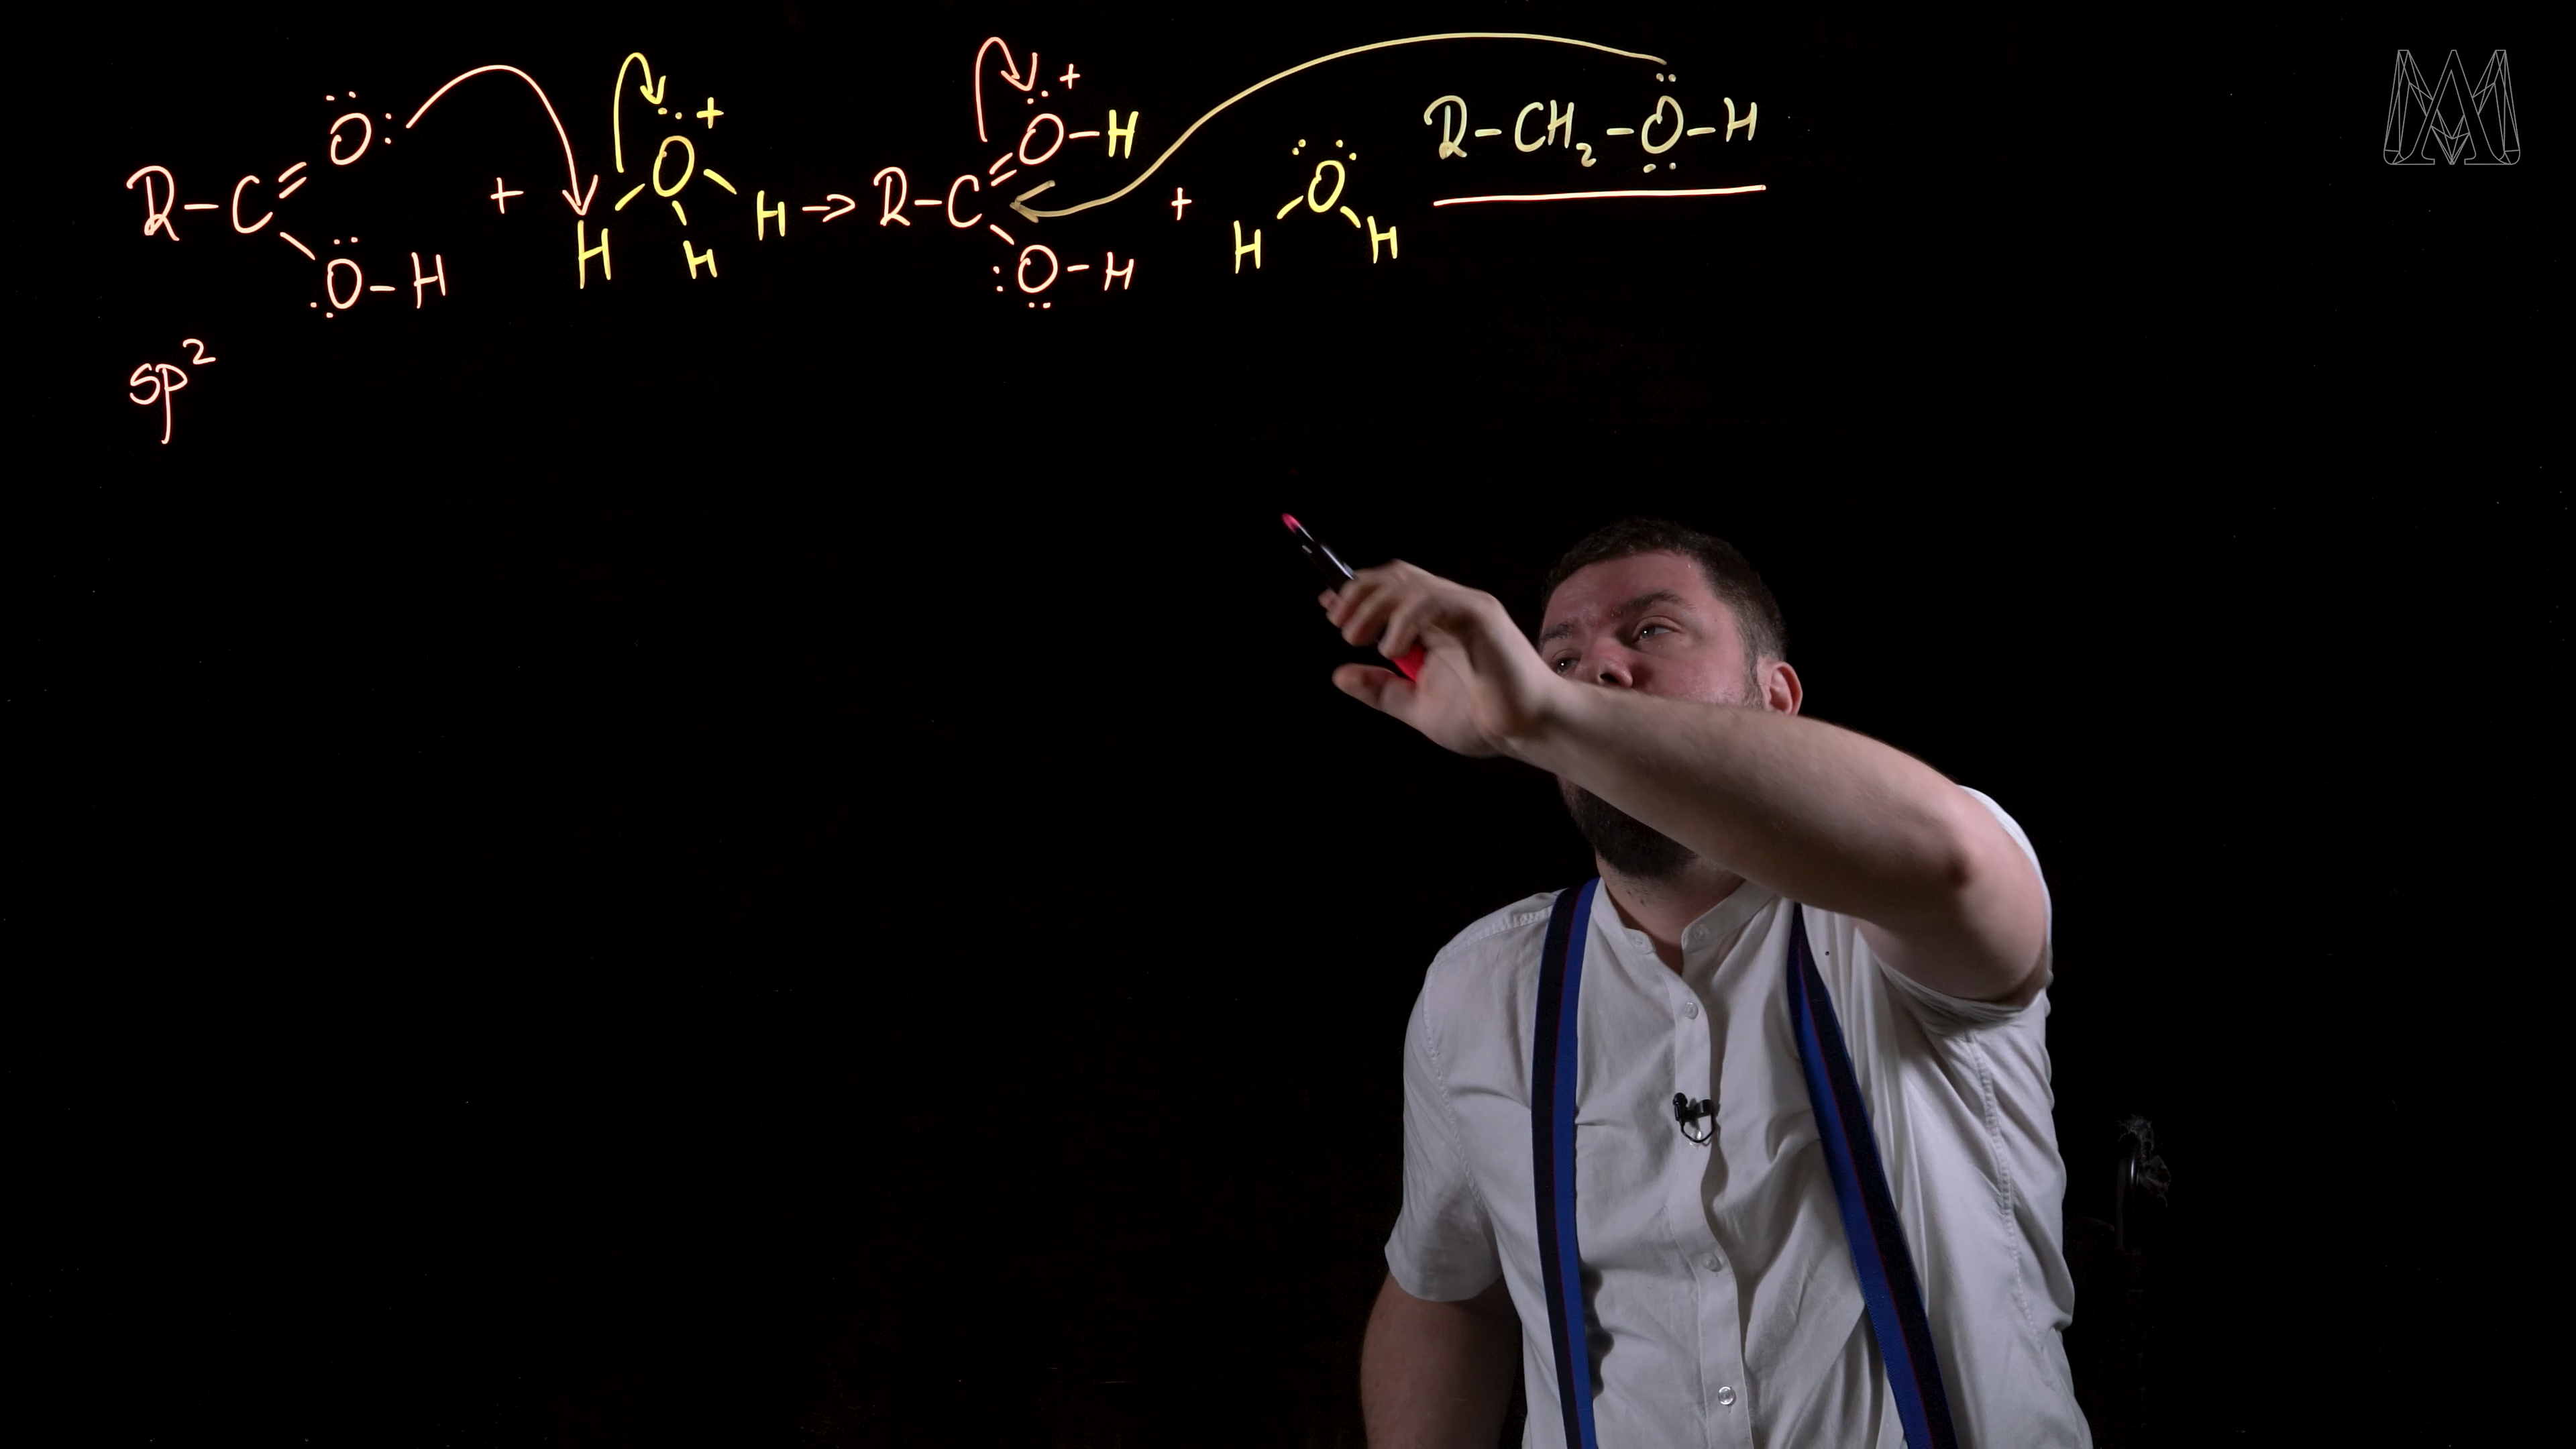 R-C=Ö: -Ö-H + H-Ö⁺-H H → R-C=Ö⁺-H -Ö-H + H-Ö-H R-CH₂-Ö-H
sp²